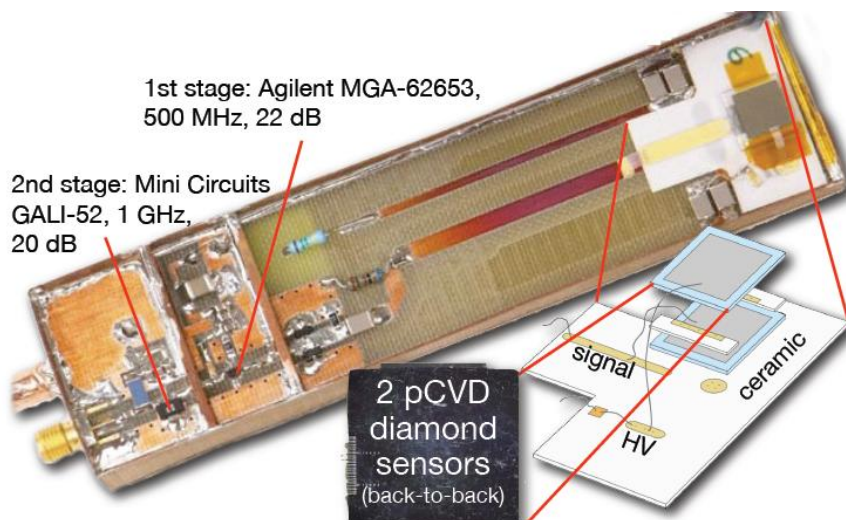 1st stage: Agilent MGA-62653,
500 MHz, 22 dB
2nd stage: Mini Circuits
GALI-52, 1 GHz,
20 dB
signal
ceramic
HV
2 pCVD
diamond
sensors
(back-to-back)